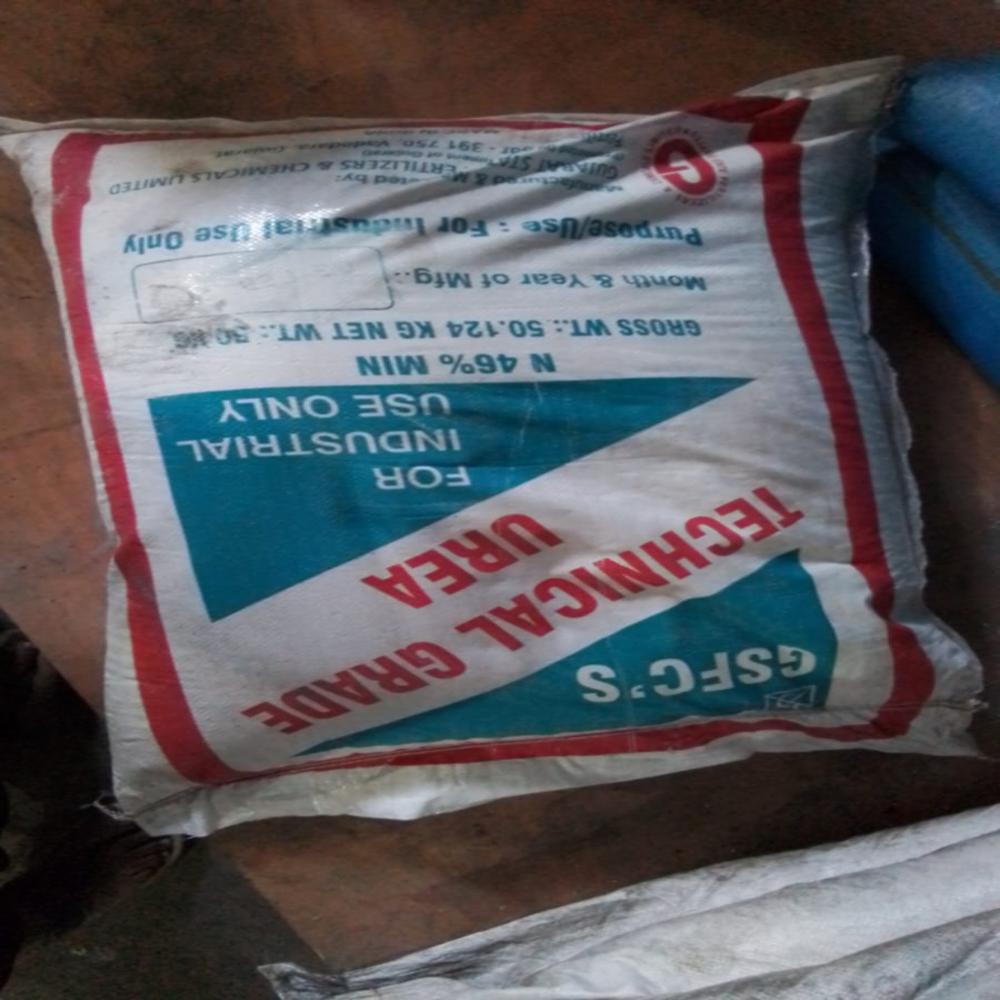 GSFC'S
TECHNICAL GRADE
UREA
FOR
INDUSTRIAL
USE ONLY
N 46% MIN
GROSS WT.: 50.124 KG NET WT.: 50 KG
Month & Year of Mfg.:
Purpose/Use : For Industrial Use Only
Manufactured & Marketed by:
GUJARAT STATE FERTILIZERS & CHEMICALS LIMITED
391 750, Vadodara, Gujarat
G